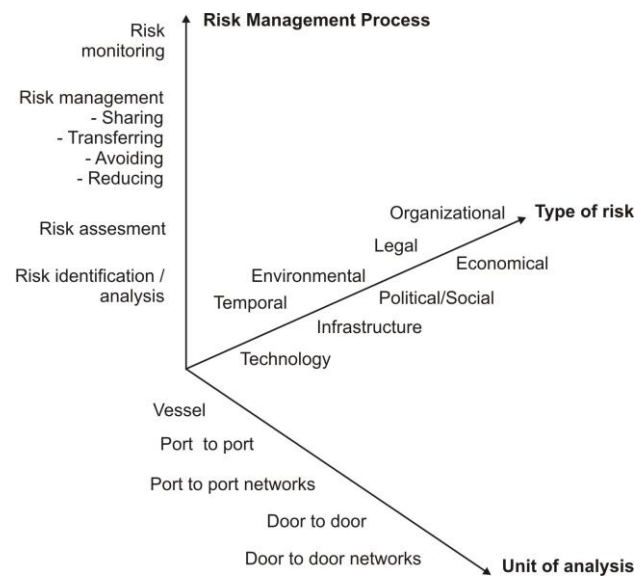 Risk Management Process
Risk
monitoring
Risk management
- Sharing
- Transferring
- Avoiding
- Reducing
Risk assesment
Risk identification /
analysis
Type of risk
Organizational
Legal
Economical
Environmental
Political/Social
Temporal
Infrastructure
Technology
Vessel
Port to port
Port to port networks
Door to door
Door to door networks
Unit of analysis